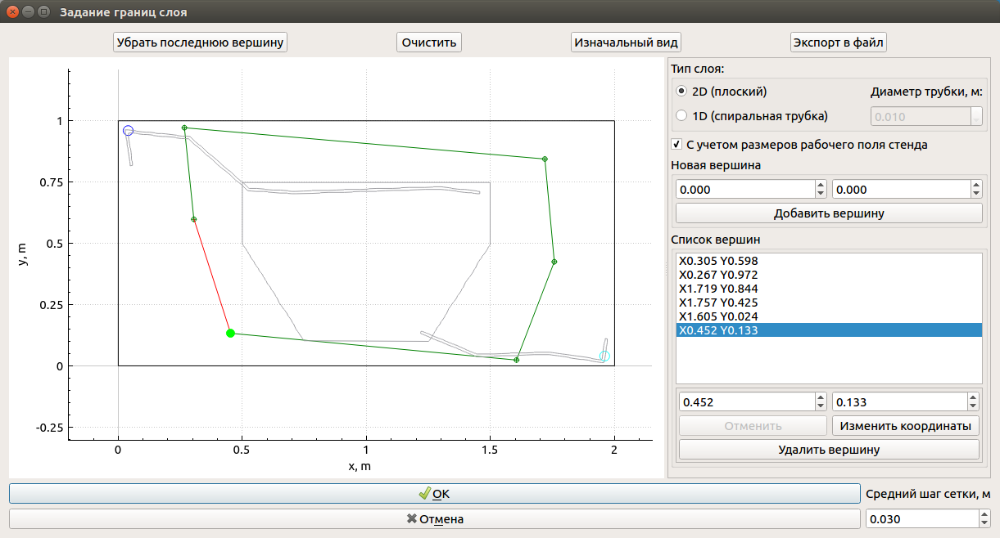 Задание границ слоя
Убрать последнюю вершину
Очистить
Изначальный вид
Экспорт в файл
1
0.75
0.5
0.25
0
-0.25
y, m
0
0.5
1
1.5
2
x, m
Тип слоя:
2D (плоский)
Диаметр трубки, м:
1D (спиральная трубка)
0.010
С учетом размеров рабочего поля стенда
Новая вершина
0.000
0.000
Добавить вершину
Список вершин
X0.305 Y0.598
X0.267 Y0.972
X1.719 Y0.844
X1.757 Y0.425
X1.605 Y0.024
X0.452 Y0.133
0.452
0.133
Отменить
Изменить координаты
Удалить вершину
OK
Средний шаг сетки, м
Отмена
0.030